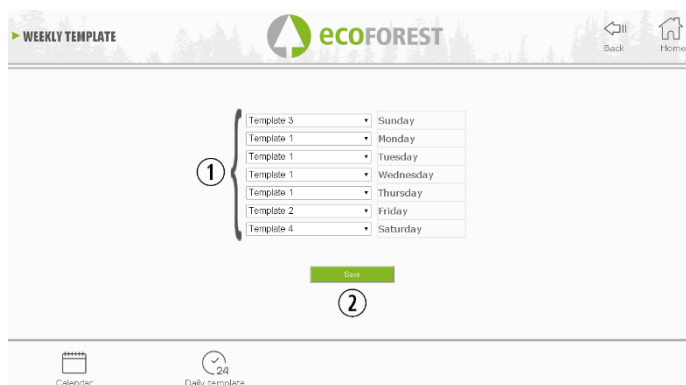 WEEKLY TEMPLATE
ecoFOREST
Back
Home
Template 3 Sunday
Template 1 Monday
Template 1 Tuesday
1 Template 1 Wednesday
Template 1 Thursday
Template 2 Friday
Template 4 Saturday
Save
2
24
Calendar Daily template